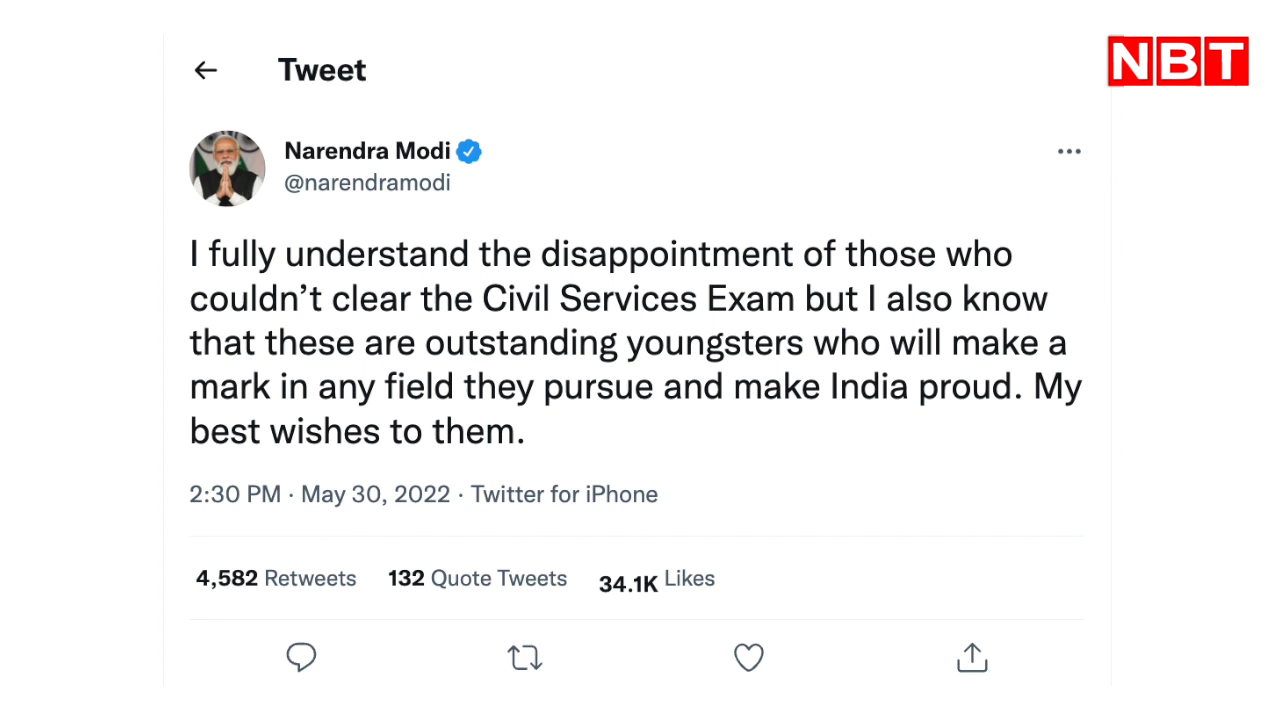 NBT
Tweet
Narendra Modi
@narendramodi
I fully understand the disappointment of those who
couldn’t clear the Civil Services Exam but I also know
that these are outstanding youngsters who will make a
mark in any field they pursue and make India proud. My
best wishes to them.
2:30 PM · May 30, 2022 · Twitter for iPhone
4,582 Retweets 132 Quote Tweets 34.1K Likes